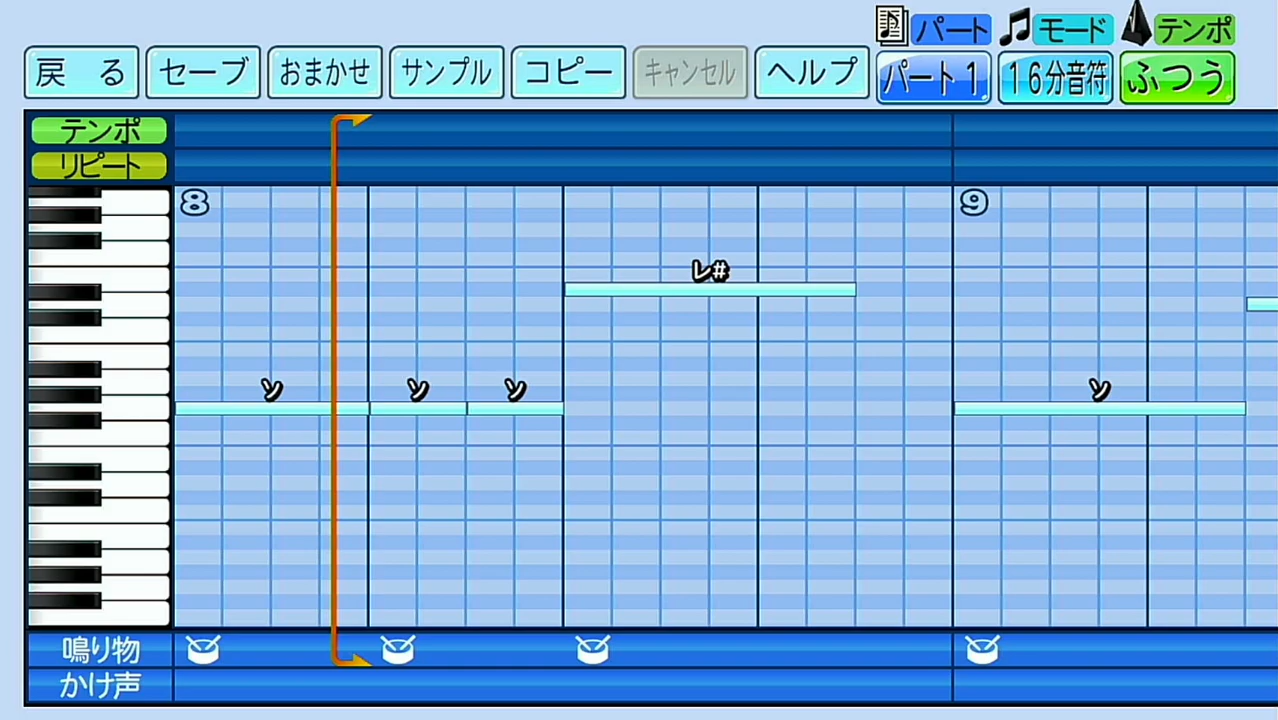 パート モード テンポ
戻る セーブ おまかせ サンプル コピー キャンセル ヘルプ パート1 16分音符 ふつう
テンポ
リピート
8 9
レ#
ソ ソ ソ ソ
鳴り物
かけ声